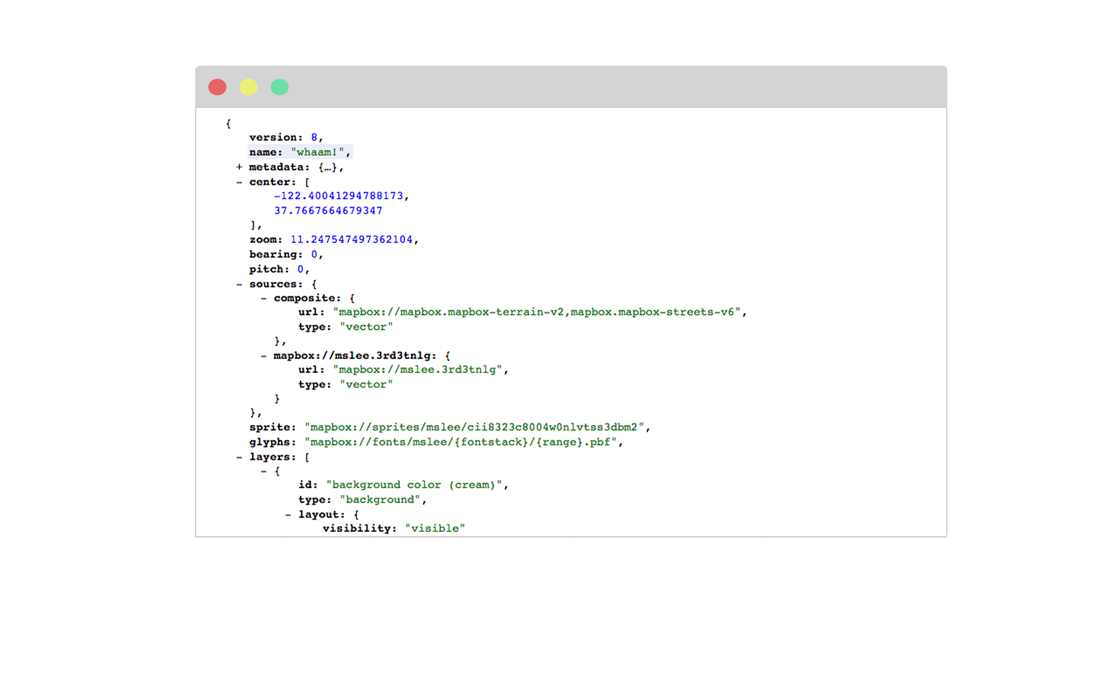 {
version: 8,
name: "whaam!",
+ metadata: {…},
- center: [
-122.40041294788173,
37.7667664679347
],
zoom: 11.247547497362104,
bearing: 0,
pitch: 0,
- sources: {
- composite: {
url: "mapbox://mapbox.mapbox-terrain-v2,mapbox.mapbox-streets-v6",
type: "vector"
},
- mapbox://mslee.3rd3tnlg: {
url: "mapbox://mslee.3rd3tnlg",
type: "vector"
}
},
sprite: "mapbox://sprites/mslee/cii8323c8004w0nlvtss3dbm2",
glyphs: "mapbox://fonts/mslee/{fontstack}/{range}.pbf",
- layers: [
- {
id: "background color (cream)",
type: "background",
- layout: {
visibility: "visible"